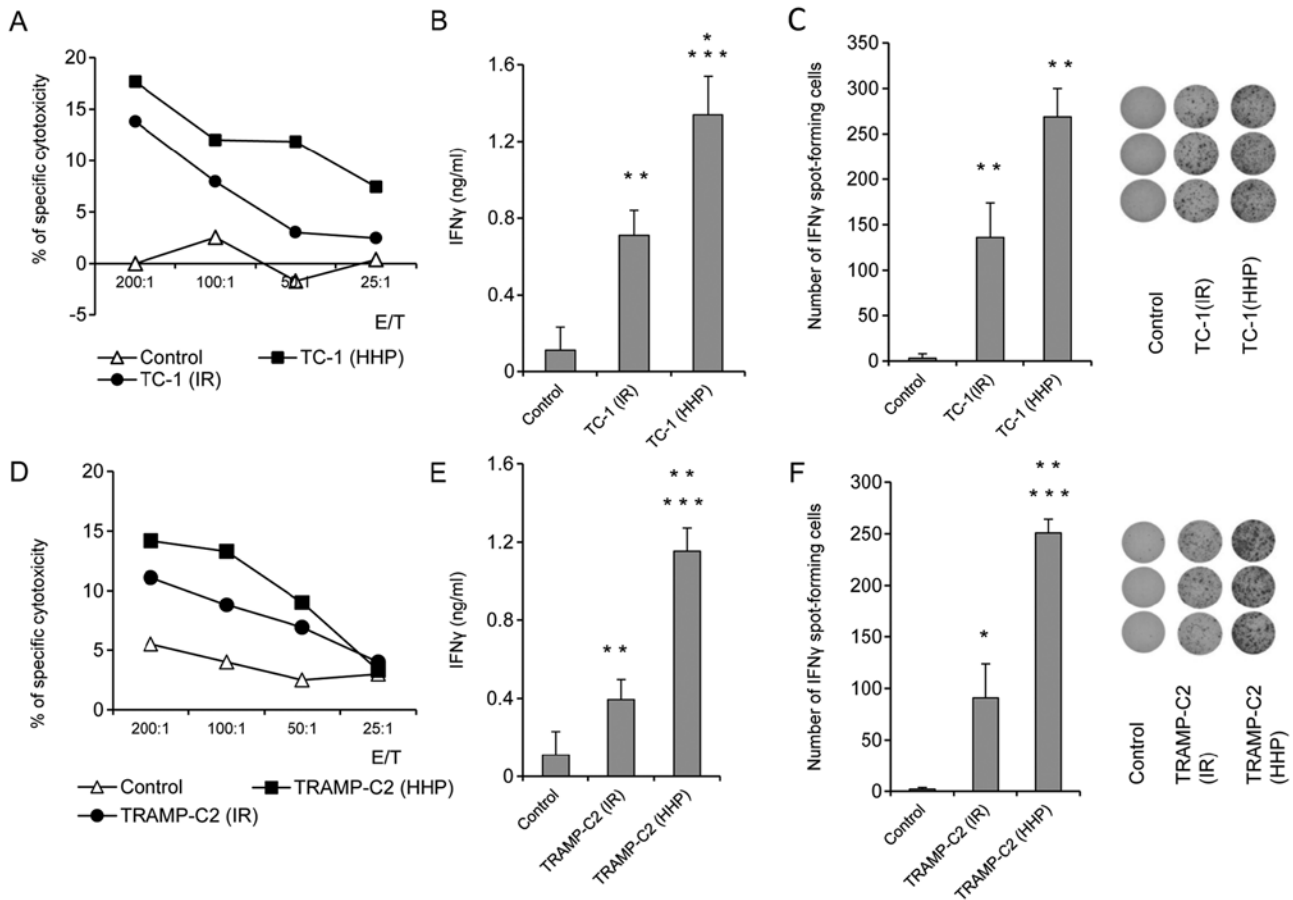 A
% of specific cytotoxicity
20
15
10
5
0
-5
200:1
100:1
25:1
E/T
Control
TC-1 (HHP)
TC-1 (IR)
B
IFNγ (ng/ml)
1.6
1.2
0.8
0.4
0
* *
*
* * *
Control
TC-1 (IR)
TC-1 (HHP)
C
Number of IFNγ spot-forming cells
350
300
250
200
150
100
50
0
* *
* *
Control
TC-1(IR)
TC-1 (HHP)
Control
TC-1(IR)
TC-1(HHP)
D
% of specific cytotoxicity
20
15
10
5
0
200:1
100:1
50:1
25:1
E/T
Control
TRAMP-C2 (HHP)
TRAMP-C2 (IR)
E
IFNγ (ng/ml)
1.6
1.2
0.8
0.4
0
* *
* *
* * *
Control
TRAMP-C2 (IR)
TRAMP-C2 (HHP)
F
Number of IFNγ spot-forming cells
300
250
200
150
100
50
0
*
* *
* * *
Control
TRAMP-C2 (IR)
TRAMP-C2 (HHP)
Control
TRAMP-C2
(IR)
TRAMP-C2
(HHP)